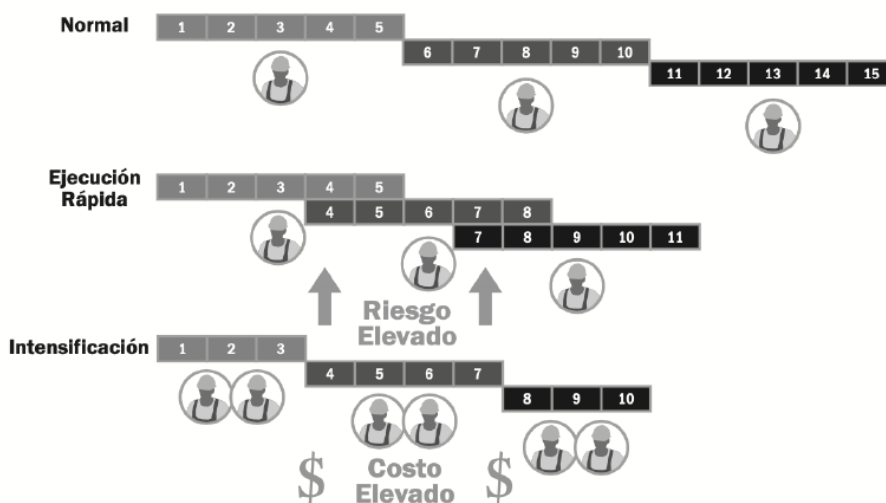 Normal
1 2 3 4 5
6 7 8 9 10
11 12 13 14 15
Ejecución
Rápida
1 2 3 4 5
4 5 6 7 8
7 8 9 10 11
Riesgo
Elevado
Intensificación
1 2 3
4 5 6 7
8 9 10
$ Costo $
Elevado